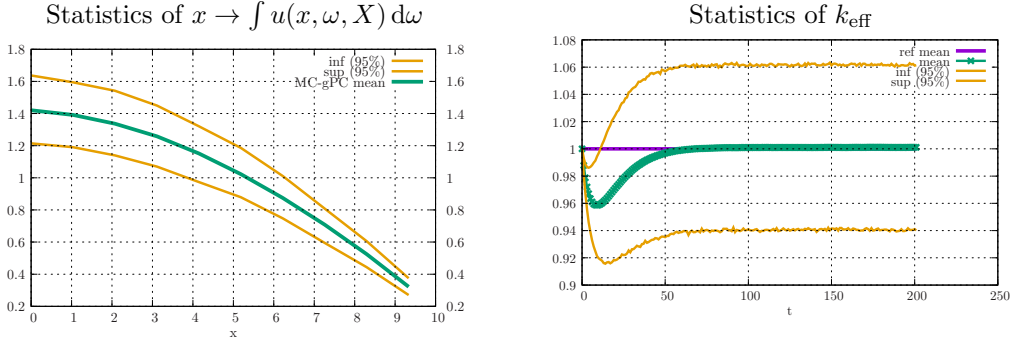 Statistics of x → ∫ u(x, ω, X) dω
1.8
1.6
1.4
1.2
1
0.8
0.6
0.4
0.2
1.8
1.6
1.4
1.2
1
0.8
0.6
0.4
0.2
inf (95%)
sup (95%)
MC-gPC mean
0 1 2 3 4 5 6 7 8 9 10
x
Statistics of k_eff
1.08
1.06
1.04
1.02
1
0.98
0.96
0.94
0.92
0.9
ref mean
mean
inf (95%)
sup (95%)
0 50 100 150 200 250
t